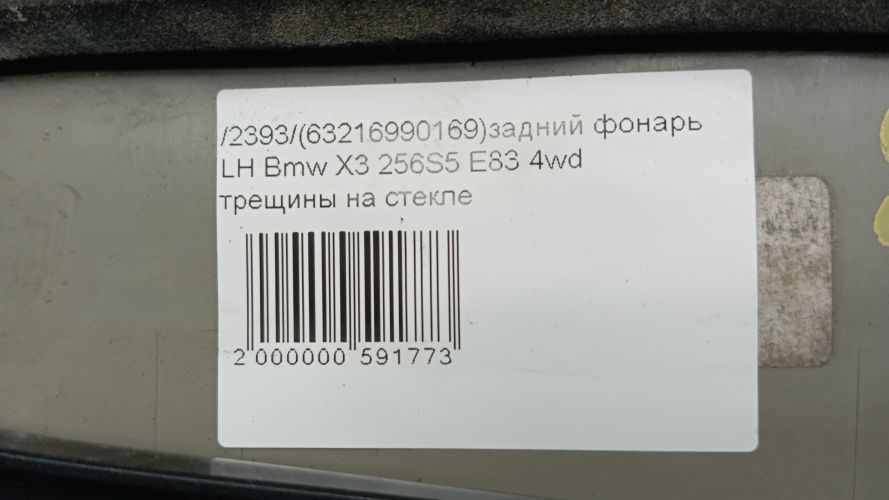 /2393/(63216990169)задний фонарь
LH Bmw X3 256S5 E83 4wd
трещины на стекле
2 000000 591773